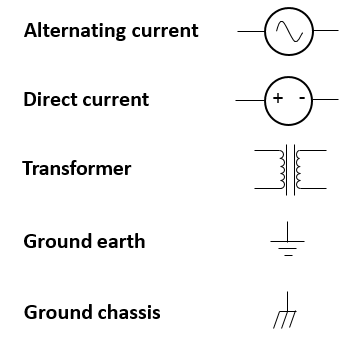 Alternating current
Direct current
+ -
Transformer
Ground earth
Ground chassis